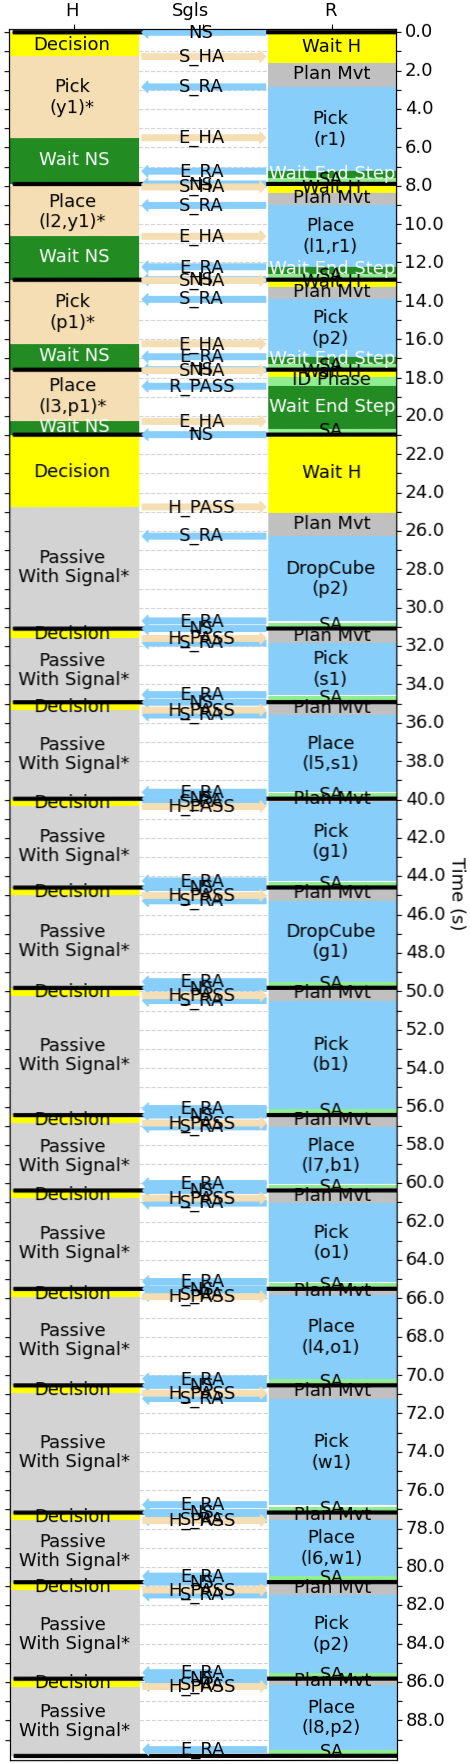 H Sgls R
NS 0.0
Decision Wait H
S_HA
Plan Mvt 2.0
S_RA
Pick Pick
(y1)* (r1)
4.0
E_HA
6.0
Wait NS
E_RA Wait End Step
NS SA 8.0
S_HA Wait H
Place Plan Mvt
(l2,y1)* S_RA
Place 10.0
(l1,r1)
E_HA
Wait NS
12.0
E_RA Wait End Step
NS SA
S_HA Wait H
Plan Mvt
S_RA 14.0
Pick Pick
(p1)* (p2)
16.0
E_HA
Wait NS E_RA Wait End Step
NS SA
S_HA Wait H 18.0
Place R_PASS ID Phase
(l3,p1)* Wait End Step
20.0
Wait NS E_HA
NS SA
22.0
Decision Wait H
24.0
H_PASS
Plan Mvt
S_RA 26.0
Passive DropCube
With Signal* (p2)
28.0
30.0
E_RA SA
NS
Decision H_PASS Plan Mvt
S_RA 32.0
Passive Pick
With Signal* (s1)
34.0
E_RA SA
NS
Decision H_PASS Plan Mvt
S_RA 36.0
Passive Place
With Signal* (l5,s1)
38.0
E_RA SA
NS 40.0
Decision S_RA Plan Mvt
H_PASS
Passive Pick
With Signal* (g1)
42.0
44.0
E_RA SA
NS
Decision H_PASS Plan Mvt
S_RA
46.0
Passive DropCube
With Signal* (g1)
48.0
E_RA SA
NS 50.0
Decision H_PASS Plan Mvt
S_RA
52.0
Passive Pick
With Signal* (b1)
54.0
56.0
E_RA SA
NS
Decision H_PASS Plan Mvt
S_RA
Passive Place
With Signal* (l7,b1)
58.0
60.0
E_RA SA
NS
Decision H_PASS Plan Mvt
S_RA
62.0
Passive Pick
With Signal* (o1)
64.0
E_RA SA
NS
Decision S_RA Plan Mvt
H_PASS 66.0
Passive Place
With Signal* (l4,o1)
68.0
70.0
E_RA SA
NS
Decision H_PASS Plan Mvt
S_RA
72.0
Passive Pick
With Signal* (w1)
74.0
76.0
E_RA SA
NS
Decision S_RA Plan Mvt
H_PASS 78.0
Passive Place
With Signal* (l6,w1)
80.0
E_RA SA
NS
Decision H_PASS Plan Mvt
S_RA
82.0
Passive Pick
With Signal* (p2)
84.0
E_RA SA
NS 86.0
Decision S_RA Plan Mvt
H_PASS
Passive Place
With Signal* (l8,p2)
88.0
E_RA SA
Time (s)